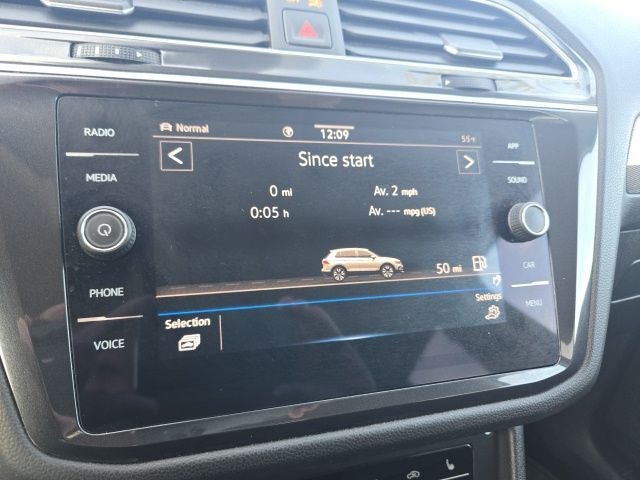 RADIO
MEDIA
PHONE
VOICE
Normal
12:09
55°F
Since start
0 mi
Av. 2 mph
0:05 h
Av. --- mpg (US)
50 mi
Settings
Selection
APP
SOUND
CAR
MENU